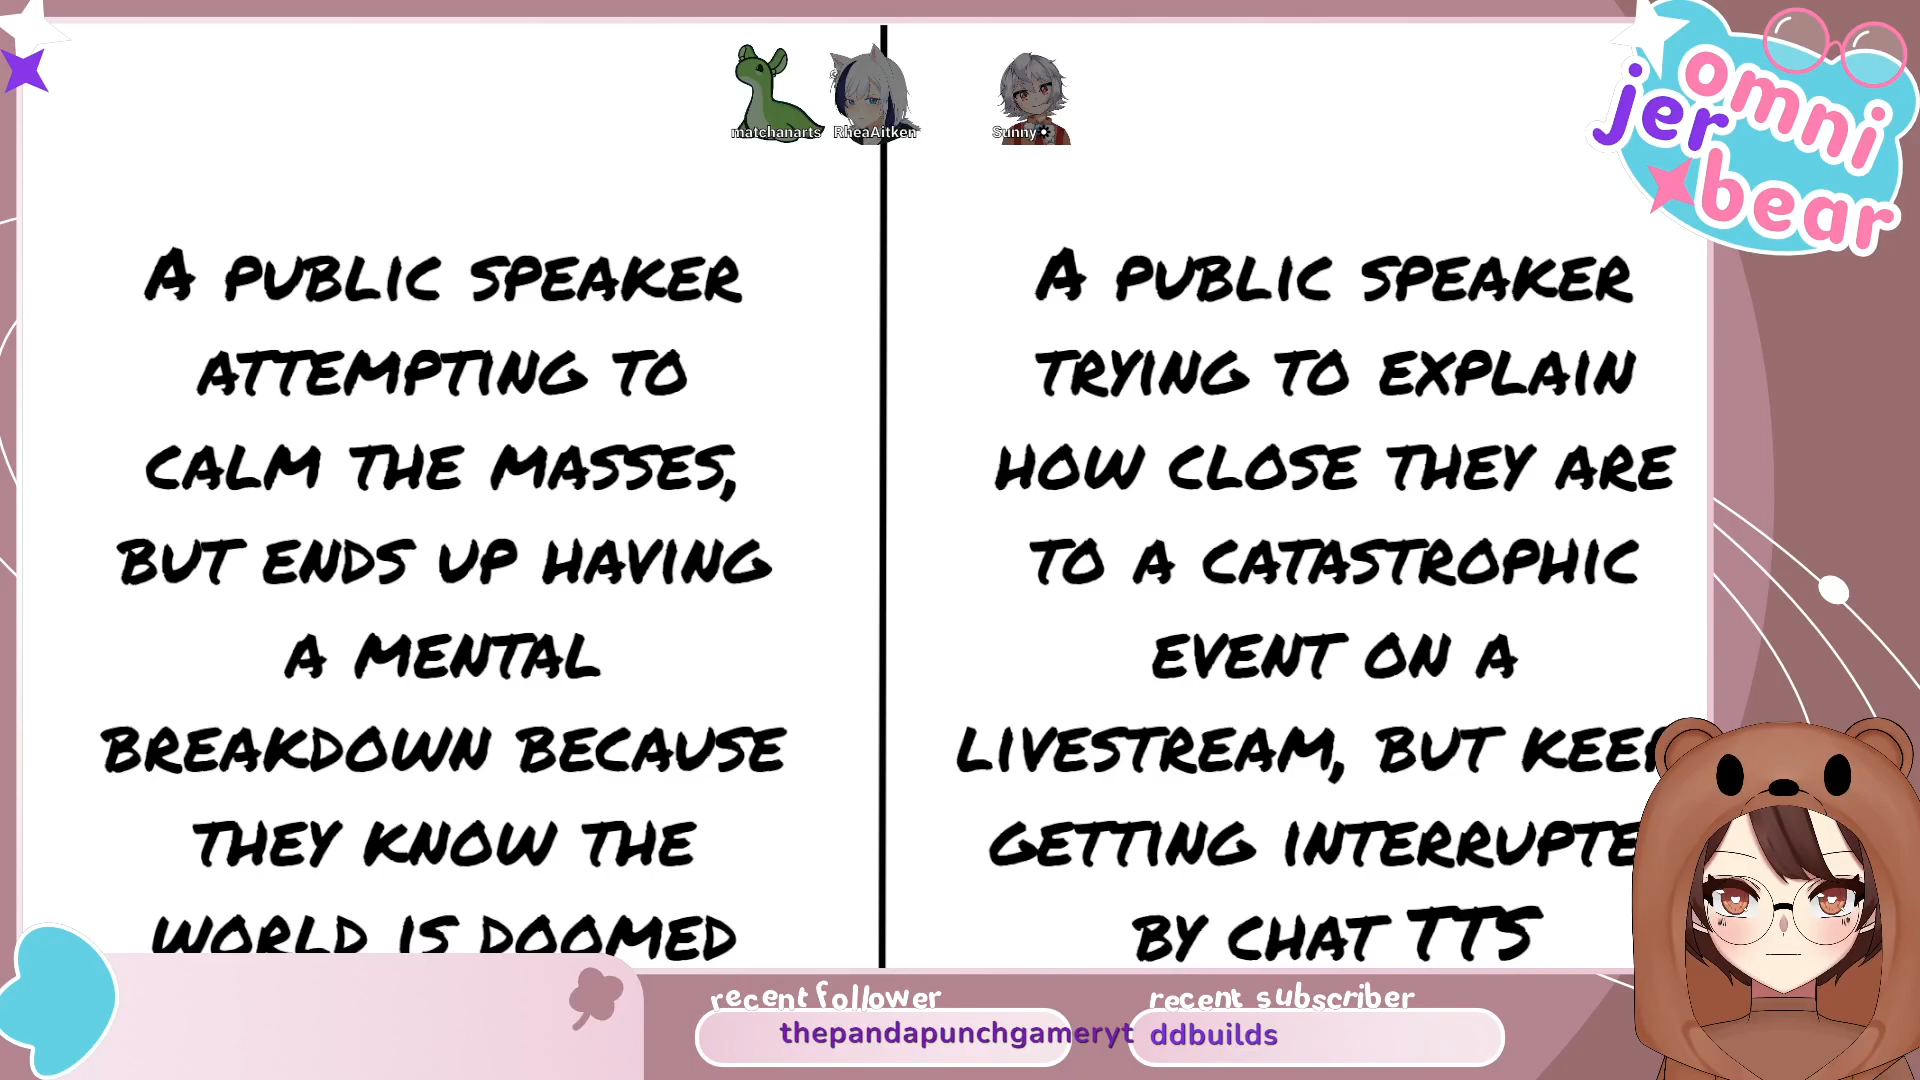 matchanarts
RheaAitken
Sunny
omni
jer
bear
A PUBLIC SPEAKER
ATTEMPTING TO
CALM THE MASSES,
BUT ENDS UP HAVING
A MENTAL
BREAKDOWN BECAUSE
THEY KNOW THE
WORLD IS DOOMED
A PUBLIC SPEAKER
TRYING TO EXPLAIN
HOW CLOSE THEY ARE
TO A CATASTROPHIC
EVENT ON A
LIVESTREAM, BUT
GETTING
BY CHAT TTS
recent follower
thepandapunchgameryt
recent subscriber
ddbuilds